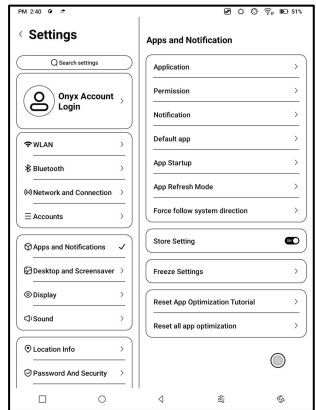 PM 2:40
51%
Settings
Search settings
Onyx Account
Login
WLAN
Bluetooth
Network and Connection
Accounts
Apps and Notifications
Desktop and Screensaver
Display
Sound
Location Info
Password And Security
Apps and Notification
Application
Permission
Notification
Default app
App Startup
App Refresh Mode
Force follow system direction
Store Setting
Freeze Settings
Reset App Optimization Tutorial
Reset all app optimization